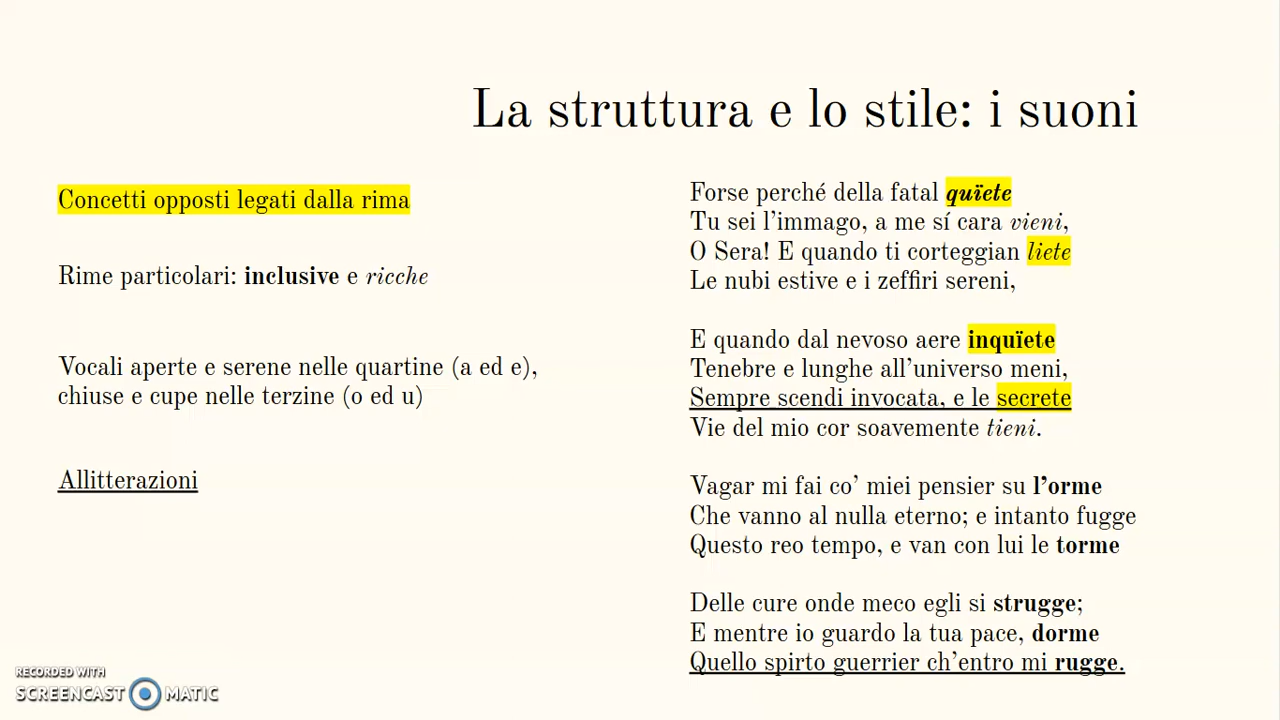 La struttura e lo stile: i suoni
Concetti opposti legati dalla rima
Rime particolari: inclusive e ricche
Vocali aperte e serene nelle quartine (a ed e),
chiuse e cupe nelle terzine (o ed u)
Allitterazioni
Forse perché della fatal quïete
Tu sei l'immago, a me sí cara vieni,
O Sera! E quando ti corteggian liete
Le nubi estive e i zeffiri sereni,
E quando dal nevoso aere inquïete
Tenebre e lunghe all'universo meni,
Sempre scendi invocata, e le secrete
Vie del mio cor soavemente tieni.
Vagar mi fai co' miei pensier su l'orme
Che vanno al nulla eterno; e intanto fugge
Questo reo tempo, e van con lui le torme
Delle cure onde meco egli si strugge;
E mentre io guardo la tua pace, dorme
Quello spirto guerrier ch'entro mi rugge.
RECORDED WITH
SCREENCAST MATIC